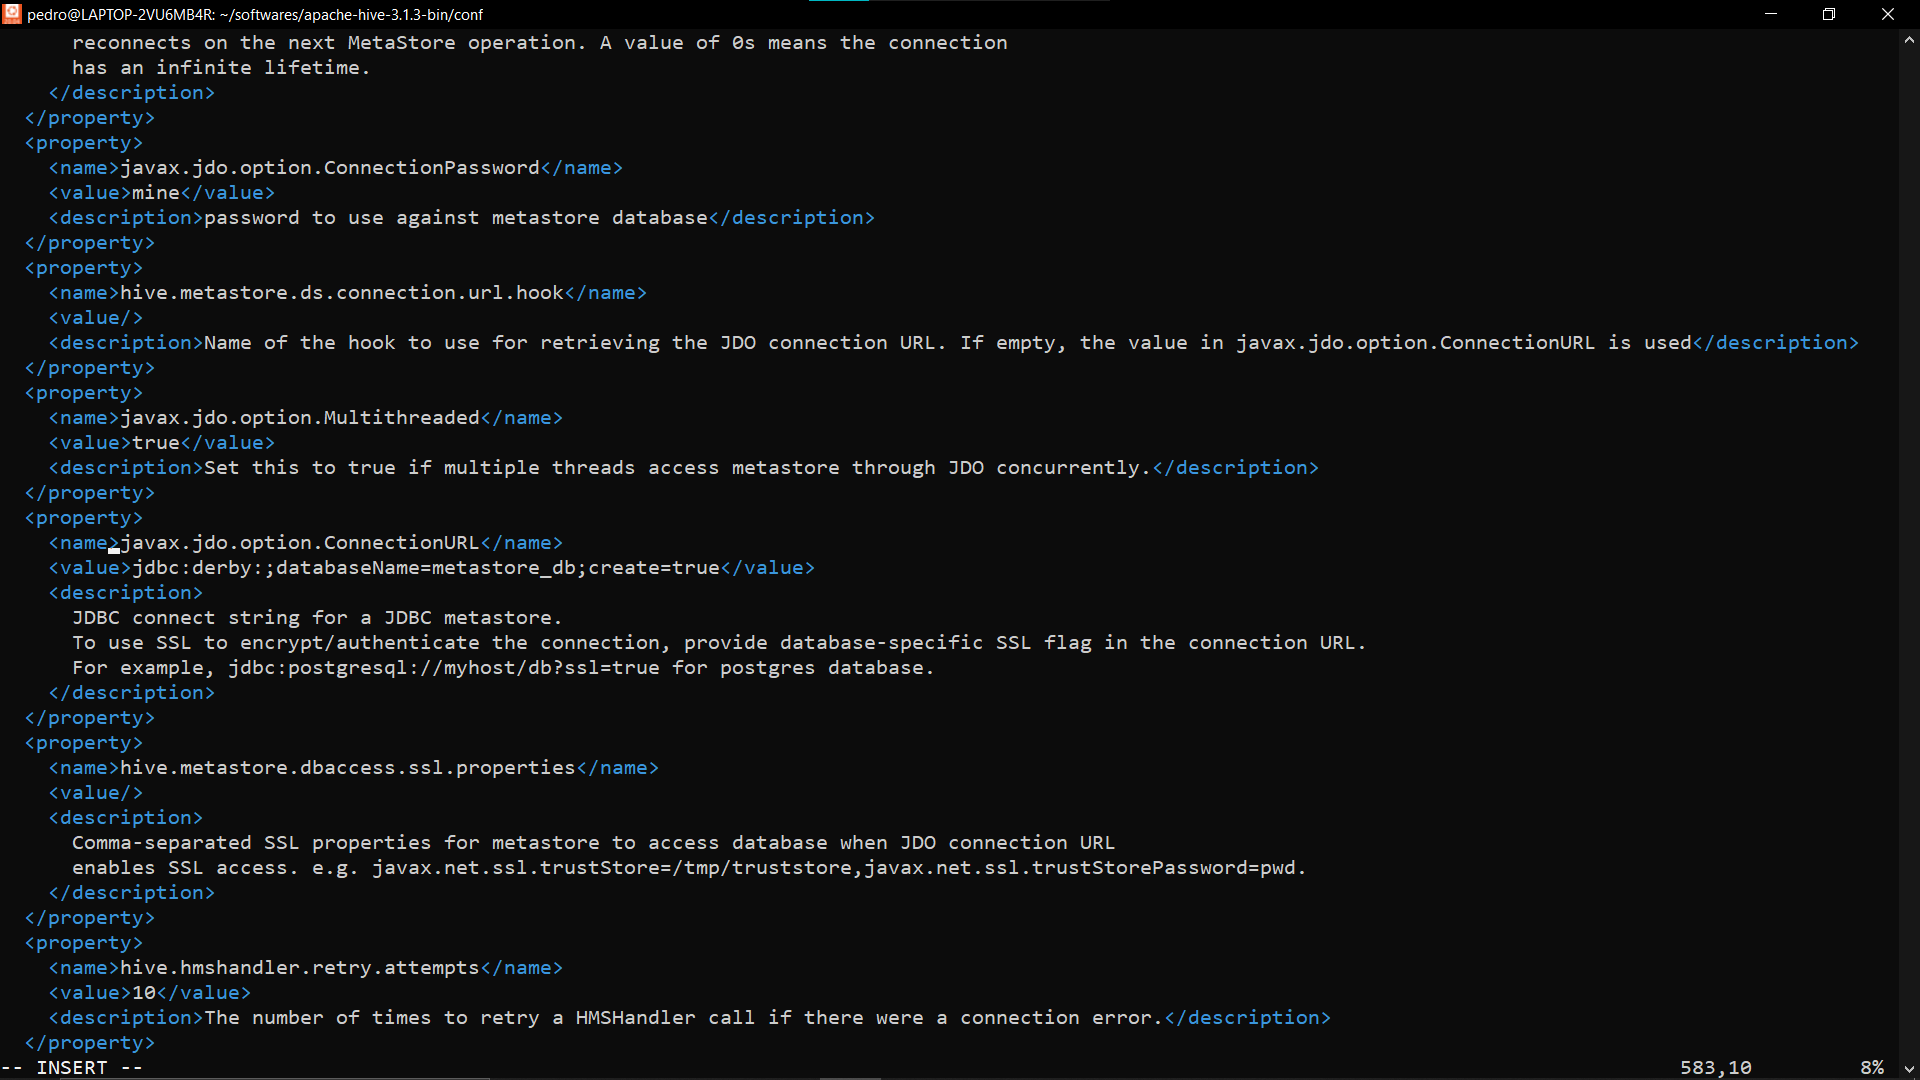 pedro@LAPTOP-2VU6MB4R: ~/softwares/apache-hive-3.1.3-bin/conf
      reconnects on the next MetaStore operation. A value of 0s means the connection
      has an infinite lifetime.
    </description>
  </property>
  <property>
    <name>javax.jdo.option.ConnectionPassword</name>
    <value>mine</value>
    <description>password to use against metastore database</description>
  </property>
  <property>
    <name>hive.metastore.ds.connection.url.hook</name>
    <value/>
    <description>Name of the hook to use for retrieving the JDO connection URL. If empty, the value in javax.jdo.option.ConnectionURL is used</description>
  </property>
  <property>
    <name>javax.jdo.option.Multithreaded</name>
    <value>true</value>
    <description>Set this to true if multiple threads access metastore through JDO concurrently.</description>
  </property>
  <property>
    <name>javax.jdo.option.ConnectionURL</name>
    <value>jdbc:derby:;databaseName=metastore_db;create=true</value>
    <description>
      JDBC connect string for a JDBC metastore.
      To use SSL to encrypt/authenticate the connection, provide database-specific SSL flag in the connection URL.
      For example, jdbc:postgresql://myhost/db?ssl=true for postgres database.
    </description>
  </property>
  <property>
    <name>hive.metastore.dbaccess.ssl.properties</name>
    <value/>
    <description>
      Comma-separated SSL properties for metastore to access database when JDO connection URL
      enables SSL access. e.g. javax.net.ssl.trustStore=/tmp/truststore,javax.net.ssl.trustStorePassword=pwd.
    </description>
  </property>
  <property>
    <name>hive.hmshandler.retry.attempts</name>
    <value>10</value>
    <description>The number of times to retry a HMSHandler call if there were a connection error.</description>
  </property>
-- INSERT -- 583,10 8%